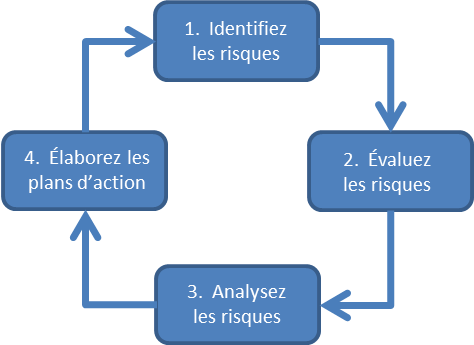 1. Identifiez
les risques
2. Évaluez
les risques
3. Analysez
les risques
4. Élaborez les
plans d'action